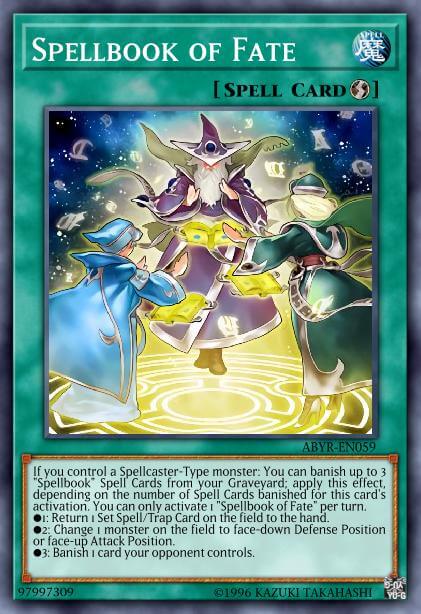 Spellbook of Fate
SPELL
魔
[Spell Card]
ABYR-EN059
If you control a Spellcaster-Type monster: You can banish up to 3
"Spellbook" Spell Cards from your Graveyard; apply this effect,
depending on the number of Spell Cards banished for this card's
activation. You can only activate 1 "Spellbook of Fate" per turn.
●1: Return 1 Set Spell/Trap Card on the field to the hand.
●2: Change 1 monster on the field to face-down Defense Position
or face-up Attack Position.
●3: Banish 1 card your opponent controls.
97997309
©1996 KAZUKI TAKAHASHI